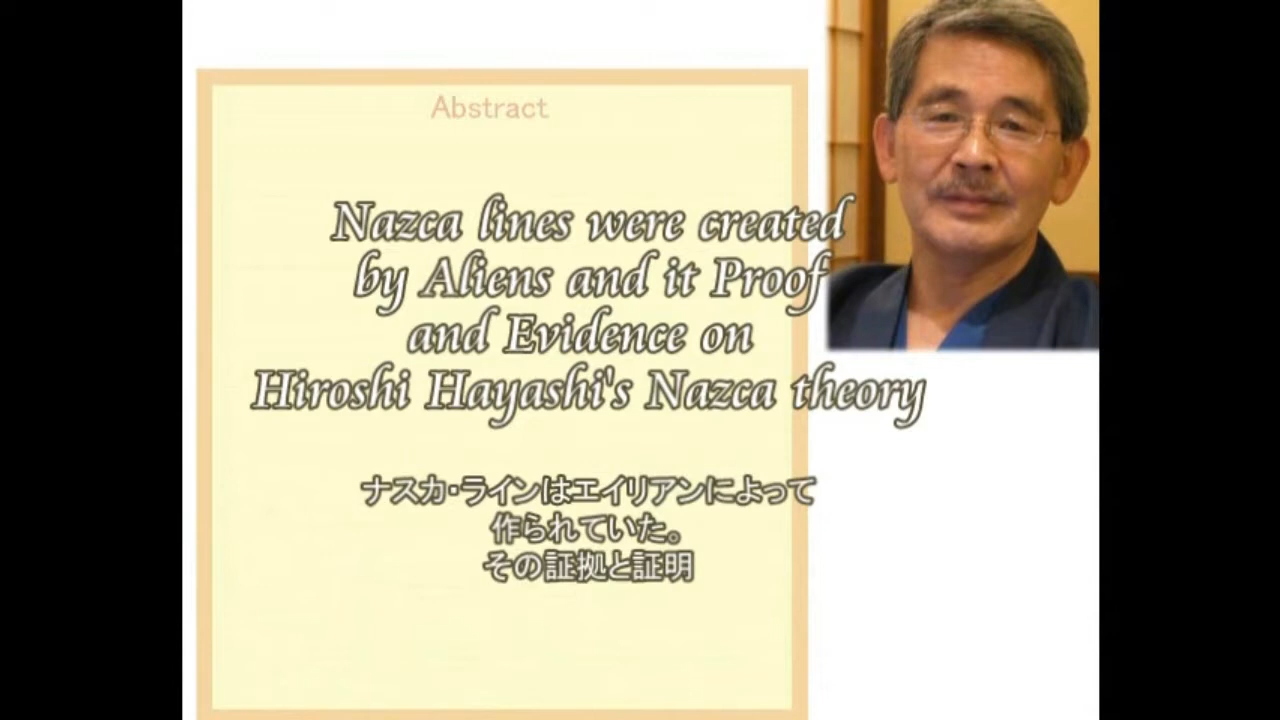 Abstract
Nazca lines were created
by Aliens and it Proof
and Evidence on
Hiroshi Hayashi's Nazca theory
ナスカ・ラインはエイリアンによって
作られていた。
その証拠と証明